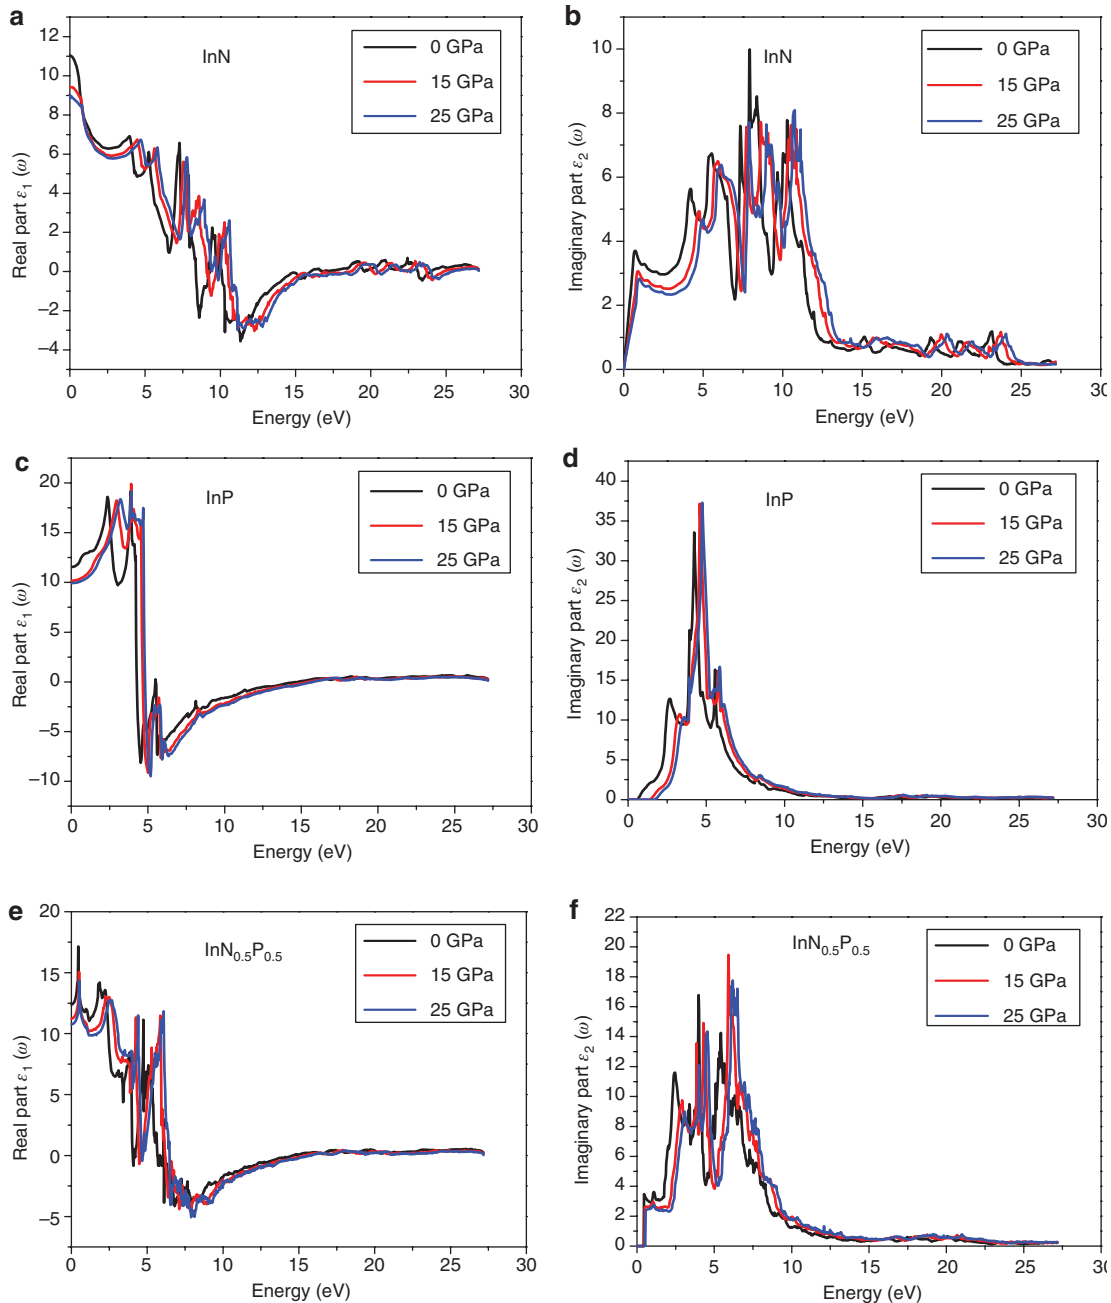 a
InN
0 GPa
15 GPa
25 GPa
Real part ε1 (ω)
12
10
8
6
4
2
0
−2
−4
0 5 10 15 20 25 30
Energy (eV)
b
InN
0 GPa
15 GPa
25 GPa
Imaginary part ε2 (ω)
10
8
6
4
2
0
0 5 10 15 20 25 30
Energy (eV)
c
InP
0 GPa
15 GPa
25 GPa
Real part ε1 (ω)
20
15
10
5
0
−5
−10
0 5 10 15 20 25 30
Energy (eV)
d
InP
0 GPa
15 GPa
25 GPa
Imaginary part ε2 (ω)
40
35
30
25
20
15
10
5
0
0 5 10 15 20 25 30
Energy (eV)
e
InN0.5P0.5
0 GPa
15 GPa
25 GPa
Real part ε1 (ω)
20
15
10
5
0
−5
0 5 10 15 20 25 30
Energy (eV)
f
InN0.5P0.5
0 GPa
15 GPa
25 GPa
Imaginary part ε2 (ω)
22
20
18
16
14
12
10
8
6
4
2
0
0 5 10 15 20 25 30
Energy (eV)